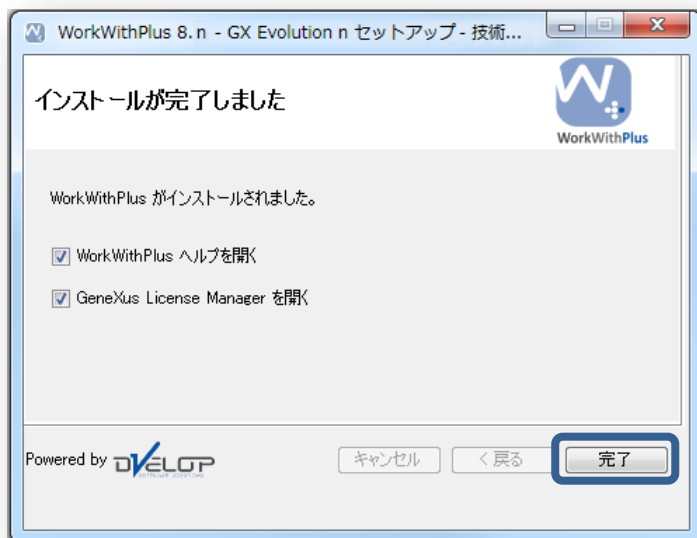 WorkWithPlus 8.n - GX Evolution n セットアップ - 技術...
インストールが完了しました
WorkWithPlus
WorkWithPlus がインストールされました。
WorkWithPlus ヘルプを開く
GeneXus License Manager を開く
Powered by DVELOP
キャンセル
< 戻る
完了